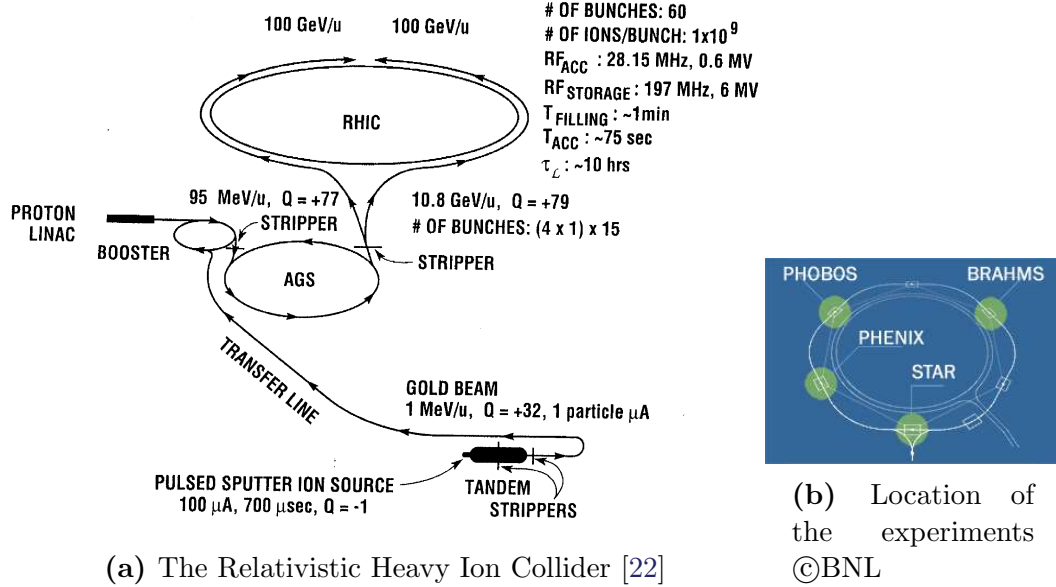 100 GeV/u 100 GeV/u
# OF BUNCHES: 60
# OF IONS/BUNCH: 1x10⁹
RF_ACC : 28.15 MHz, 0.6 MV
RF_STORAGE : 197 MHz, 6 MV
T_FILLING : ~1min
T_ACC : ~75 sec
τ_ℒ : ~10 hrs
RHIC
95 MeV/u, Q = +77
10.8 GeV/u, Q = +79
# OF BUNCHES: (4 x 1) x 15
PROTON
LINAC
STRIPPER
BOOSTER
STRIPPER
AGS
TRANSFER LINE
GOLD BEAM
1 MeV/u, Q = +32, 1 particle µA
PULSED SPUTTER ION SOURCE
100 µA, 700 µsec, Q = -1
TANDEM
STRIPPERS
(a) The Relativistic Heavy Ion Collider [22]
PHOBOS
BRAHMS
PHENIX
STAR
(b) Location of
the experiments
©BNL